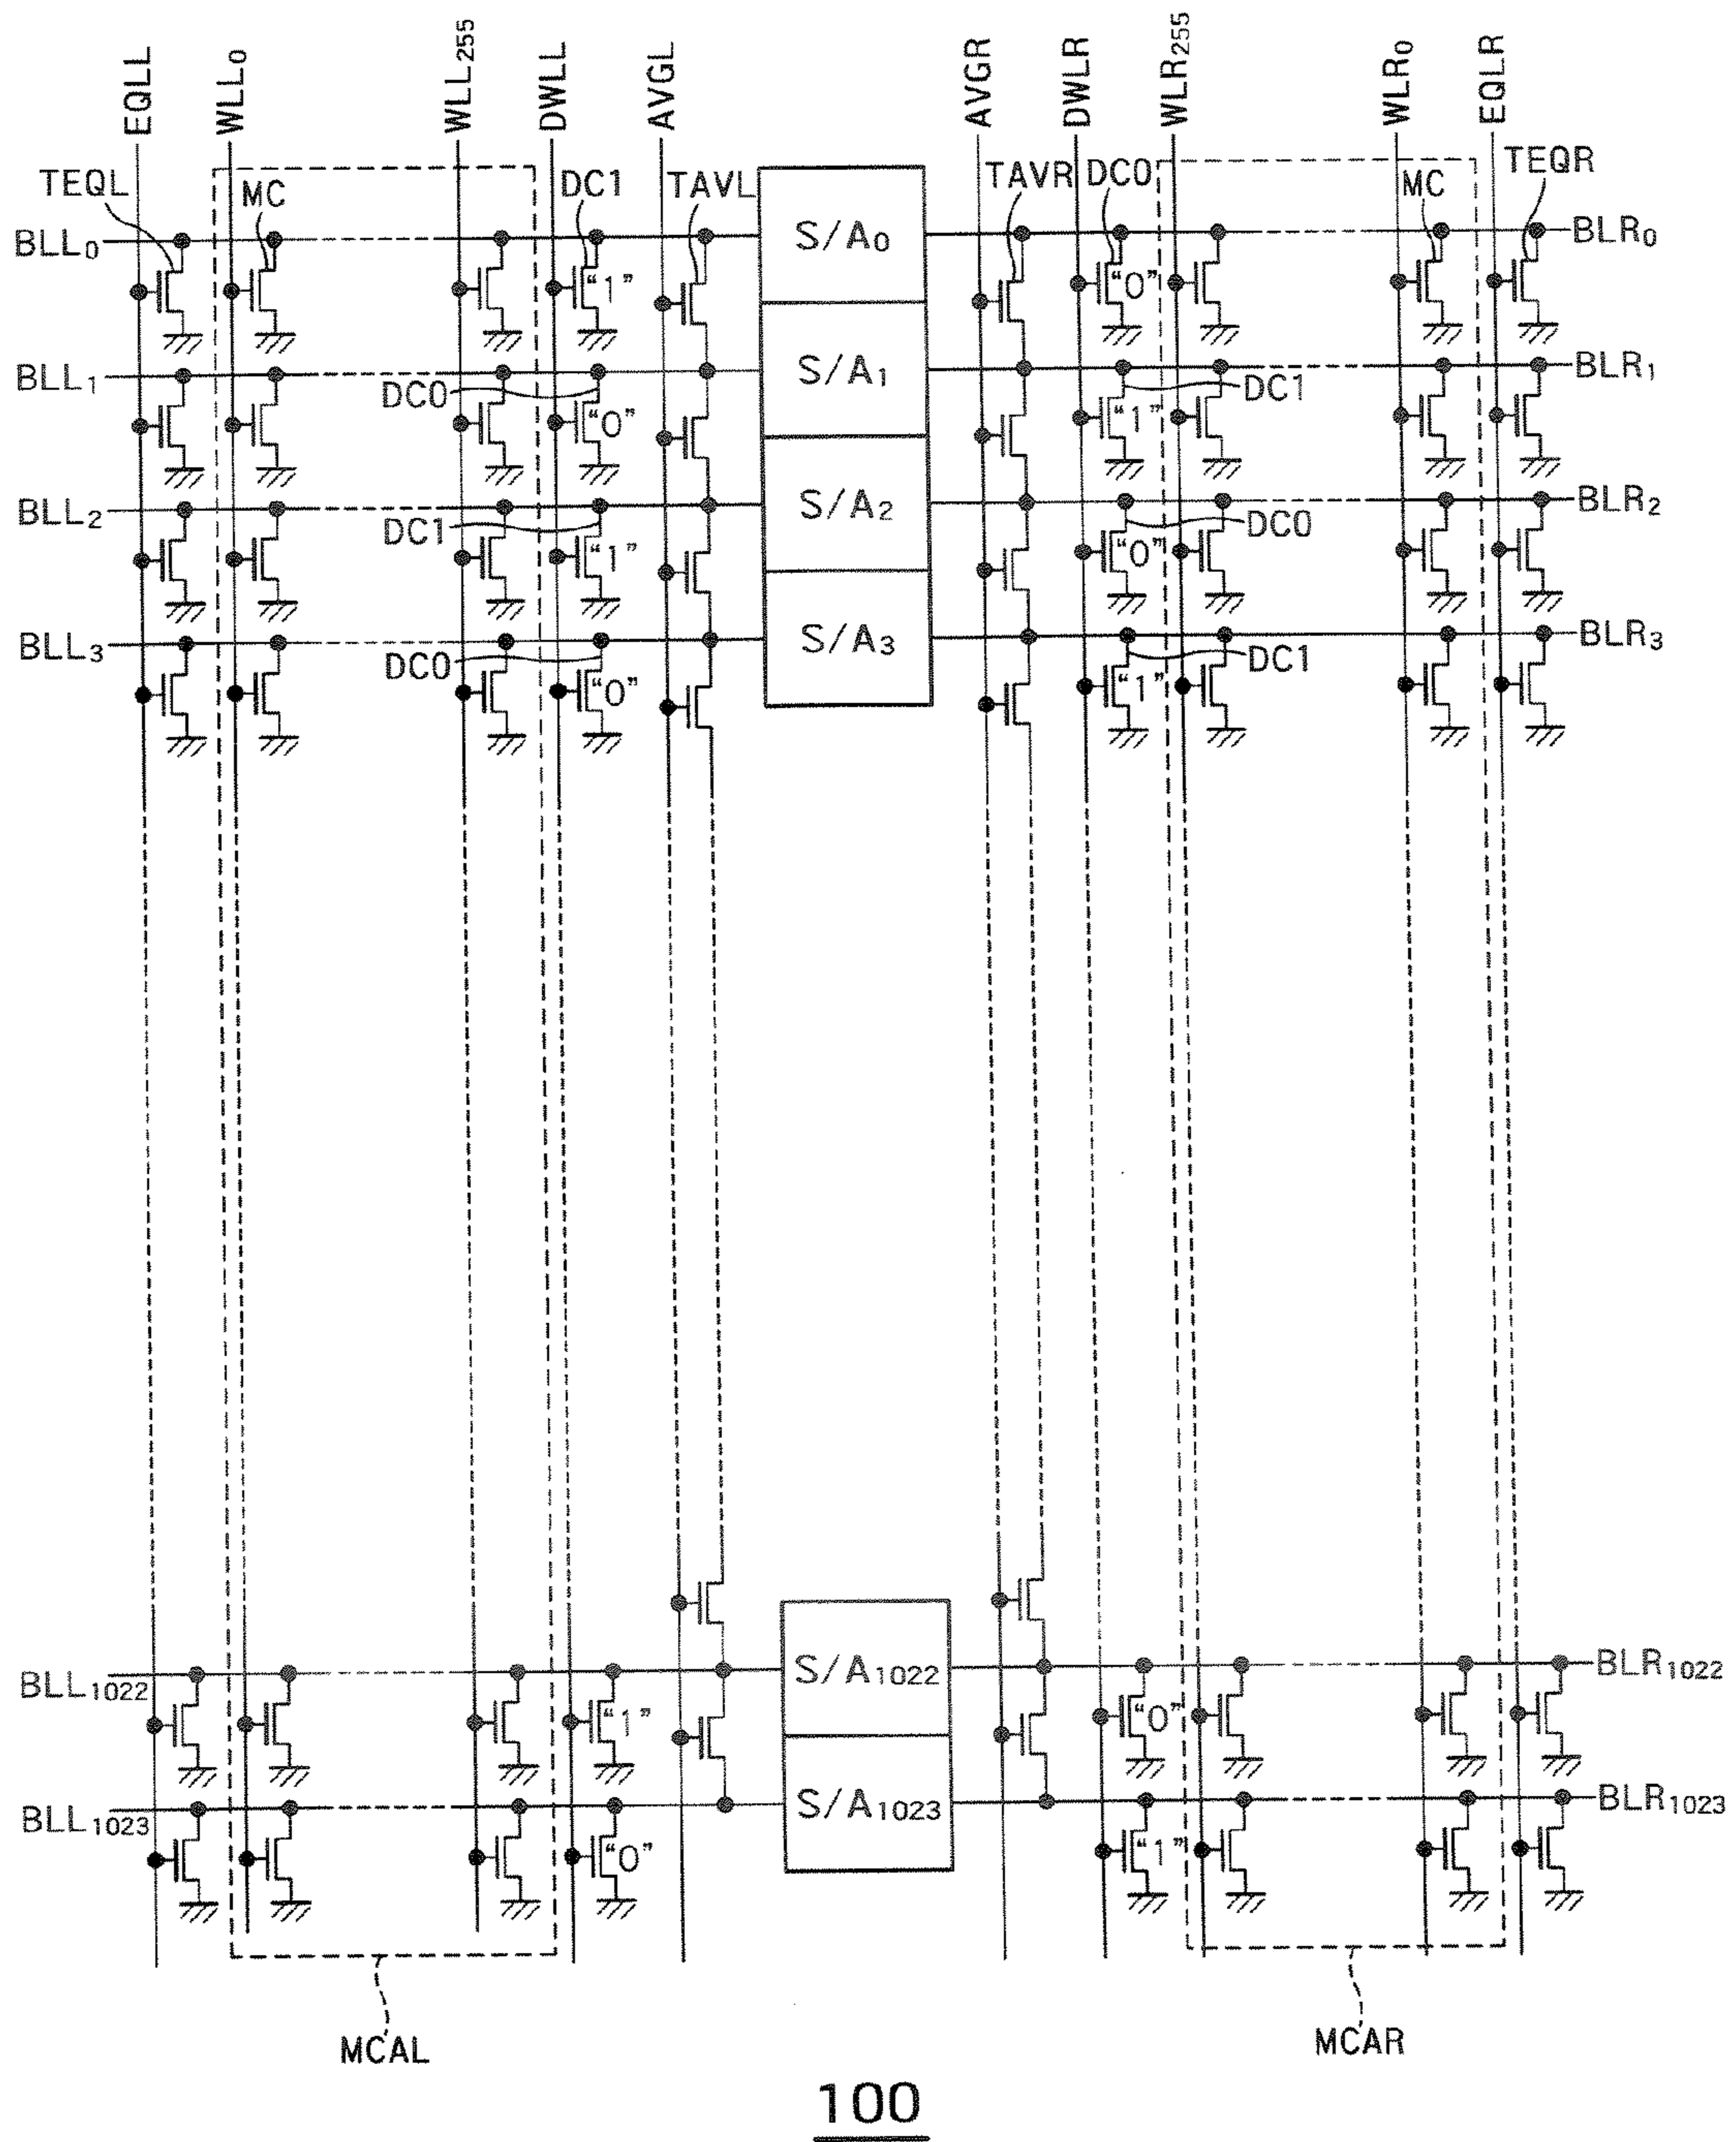 EQLL WLL0 WLL255 DWLL AVGL AVGR DWLR WLR255 WLR0 EQLR
TEQL MC DC1 TAVL TAVR DC0 MC TEQR
BLL0 S/A0 BLR0
"1" "0"
BLL1 S/A1 BLR1
DC0 DC1
"0" "1"
BLL2 S/A2 BLR2
DC1 DC0
"1" "0"
BLL3 S/A3 BLR3
DC0 DC1
"0" "1"
BLL1022 S/A1022 BLR1022
"1" "0"
BLL1023 S/A1023 BLR1023
"0" "1"
MCAL MCAR
100